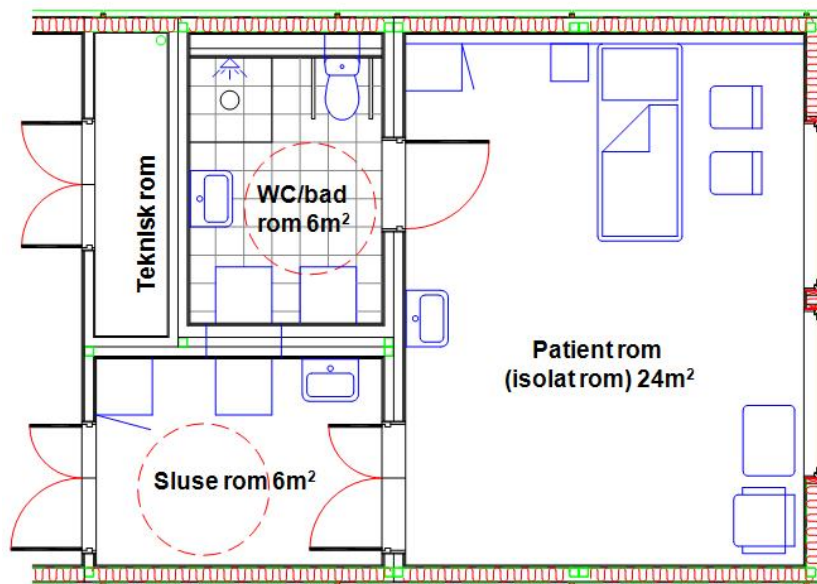 Teknisk rom
WC/bad
rom 6m²
Patient rom
(isolat rom) 24m²
Sluse rom 6m²